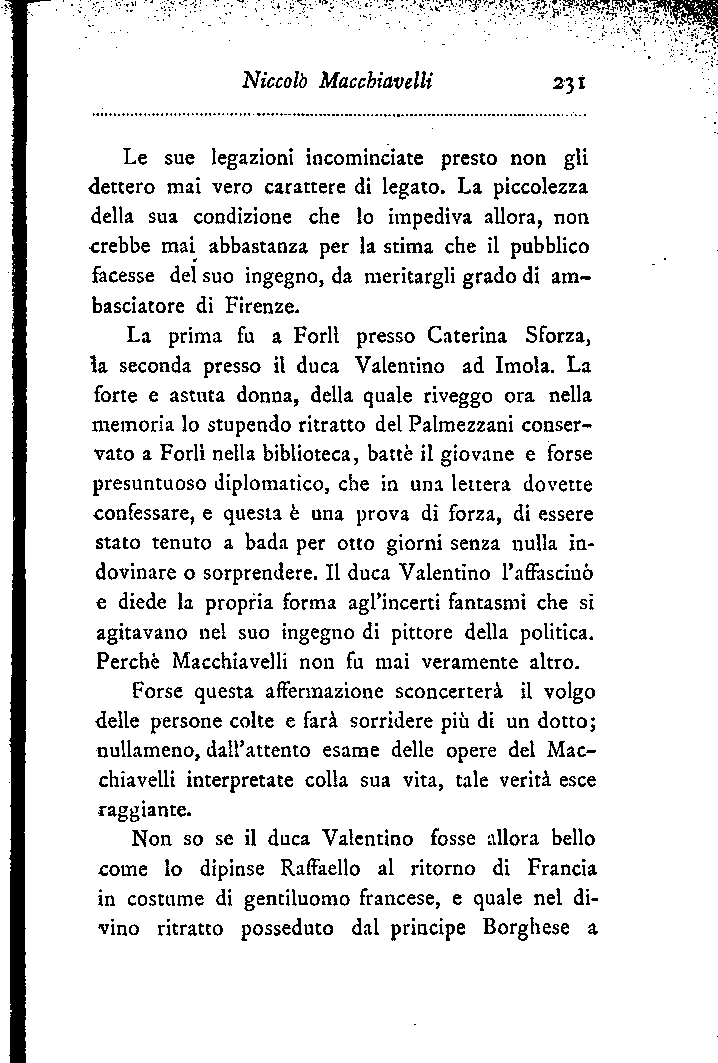 Niccolò Macchiavelli 231
Le sue legazioni incominciate presto non gli
dettero mai vero carattere di legato. La piccolezza
della sua condizione che lo impediva allora, non
crebbe mai abbastanza per la stima che il pubblico
facesse del suo ingegno, da meritargli grado di am-
basciatore di Firenze.
La prima fu a Forlì presso Caterina Sforza,
la seconda presso il duca Valentino ad Imola. La
forte e astuta donna, della quale riveggo ora nella
memoria lo stupendo ritratto del Palmezzani conser-
vato a Forlì nella biblioteca, battè il giovane e forse
presuntuoso diplomatico, che in una lettera dovette
confessare, e questa è una prova di forza, di essere
stato tenuto a bada per otto giorni senza nulla in-
dovinare o sorprendere. Il duca Valentino l'affascinò
e diede la propria forma agl'incerti fantasmi che si
agitavano nel suo ingegno di pittore della politica.
Perchè Macchiavelli non fu mai veramente altro.
Forse questa affermazione sconcerterà il volgo
delle persone colte e farà sorridere più di un dotto;
nullameno, dall'attento esame delle opere del Mac-
chiavelli interpretate colla sua vita, tale verità esce
raggiante.
Non so se il duca Valentino fosse allora bello
come lo dipinse Raffaello al ritorno di Francia
in costume di gentiluomo francese, e quale nel di-
vino ritratto posseduto dal principe Borghese a